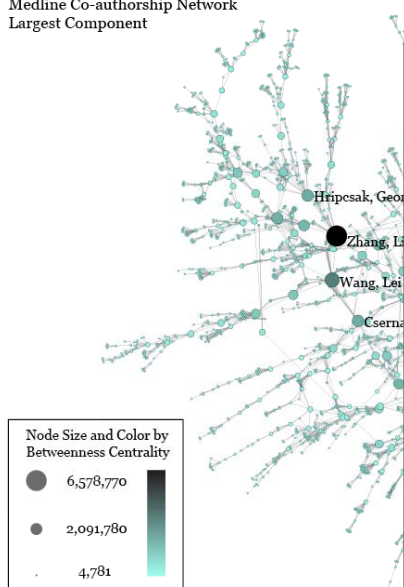 Medline Co-authorship Network
Largest Component
Hripcsak, Geor
Zhang, Li
Wang, Lei
Cserna
Node Size and Color by
Betweenness Centrality
6,578,770
2,091,780
4,781